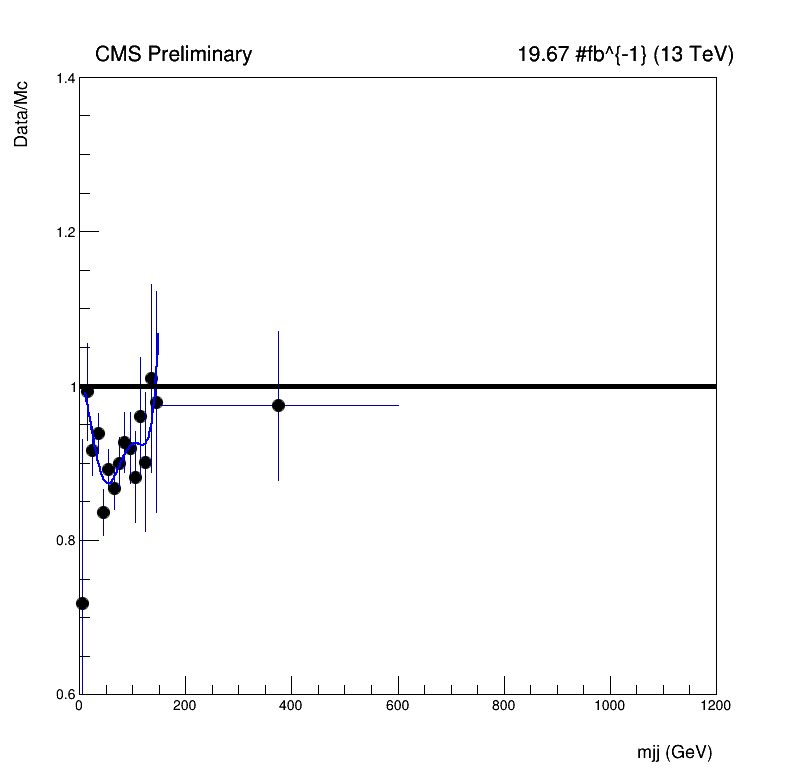 CMS Preliminary
19.67 #fb^{-1} (13 TeV)
Data/Mc
1.4
1.2
1
0.8
0.6
0 200 400 600 800 1000 1200
mjj (GeV)